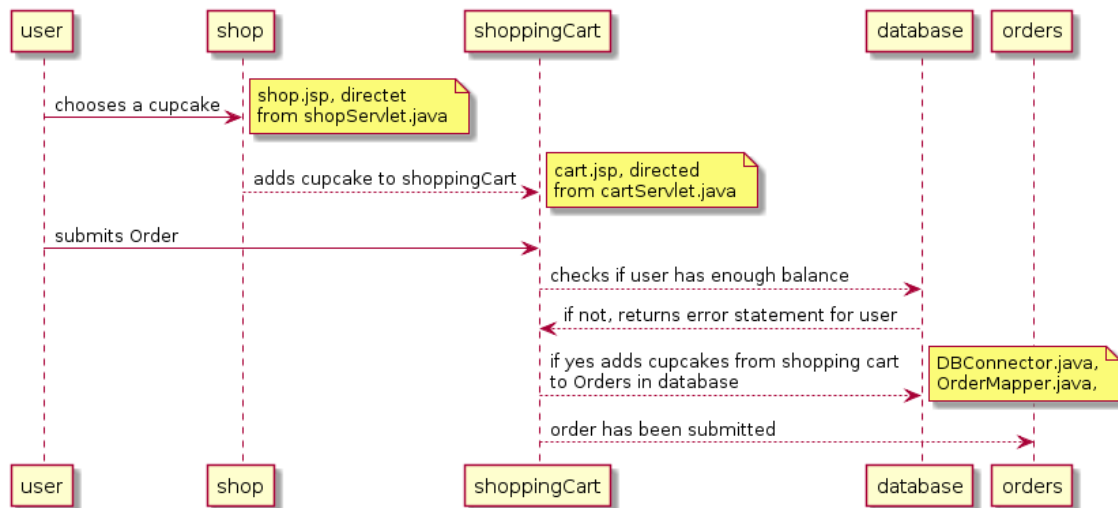 user
shop
shoppingCart
database
orders
chooses a cupcake
shop.jsp, directet
from shopServlet.java
adds cupcake to shoppingCart
cart.jsp, directed
from cartServlet.java
submits Order
checks if user has enough balance
if not, returns error statement for user
if yes adds cupcakes from shopping cart
to Orders in database
DBConnector.java,
OrderMapper.java,
order has been submitted
user
shop
shoppingCart
database
orders